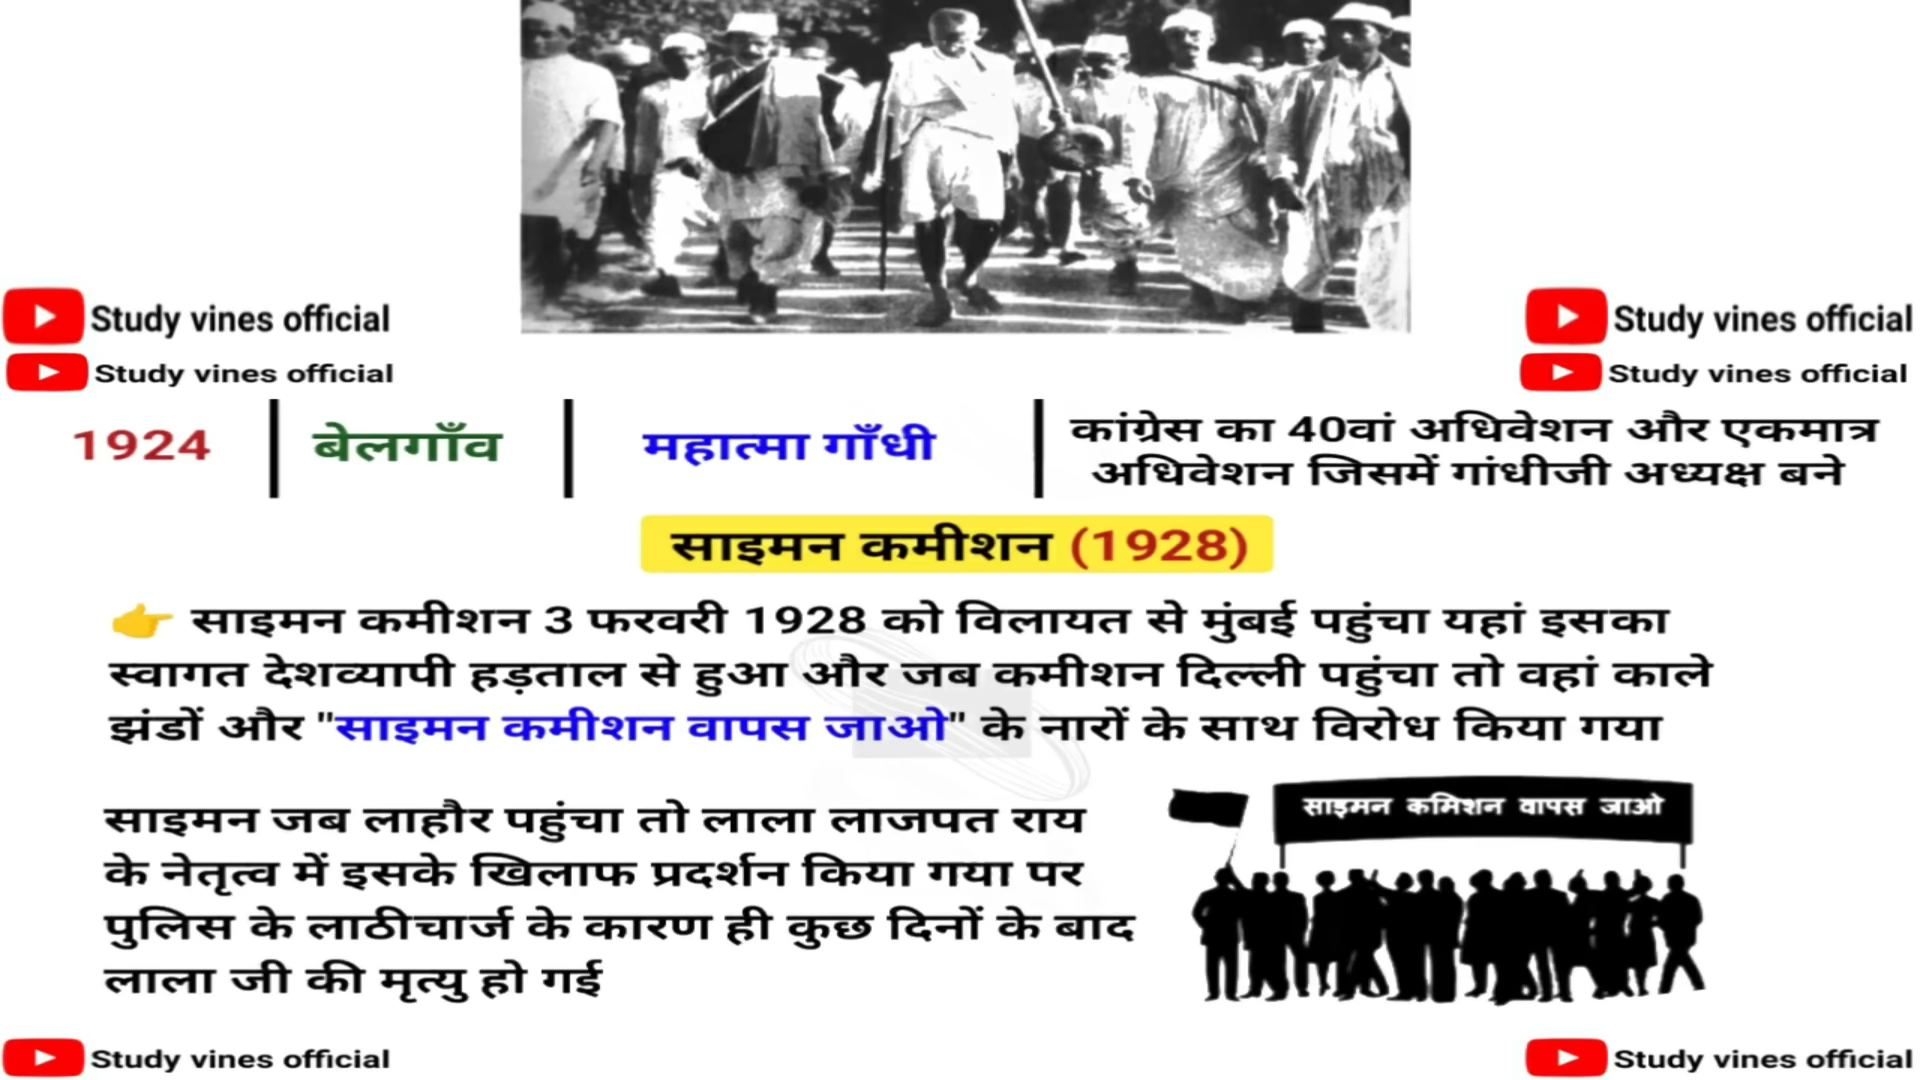 Study vines official
Study vines official
Study vines official
Study vines official
1924 | बेलगाँव | महात्मा गाँधी | कांग्रेस का 40वां अधिवेशन और एकमात्र
अधिवेशन जिसमें गांधीजी अध्यक्ष बने
साइमन कमीशन (1928)
👉 साइमन कमीशन 3 फरवरी 1928 को विलायत से मुंबई पहुंचा यहां इसका
स्वागत देशव्यापी हड़ताल से हुआ और जब कमीशन दिल्ली पहुंचा तो वहां काले
झंडों और "साइमन कमीशन वापस जाओ" के नारों के साथ विरोध किया गया
साइमन जब लाहौर पहुंचा तो लाला लाजपत राय
के नेतृत्व में इसके खिलाफ प्रदर्शन किया गया पर
पुलिस के लाठीचार्ज के कारण ही कुछ दिनों के बाद
लाला जी की मृत्यु हो गई
साइमन कमिशन वापस जाओ
Study vines official
Study vines official